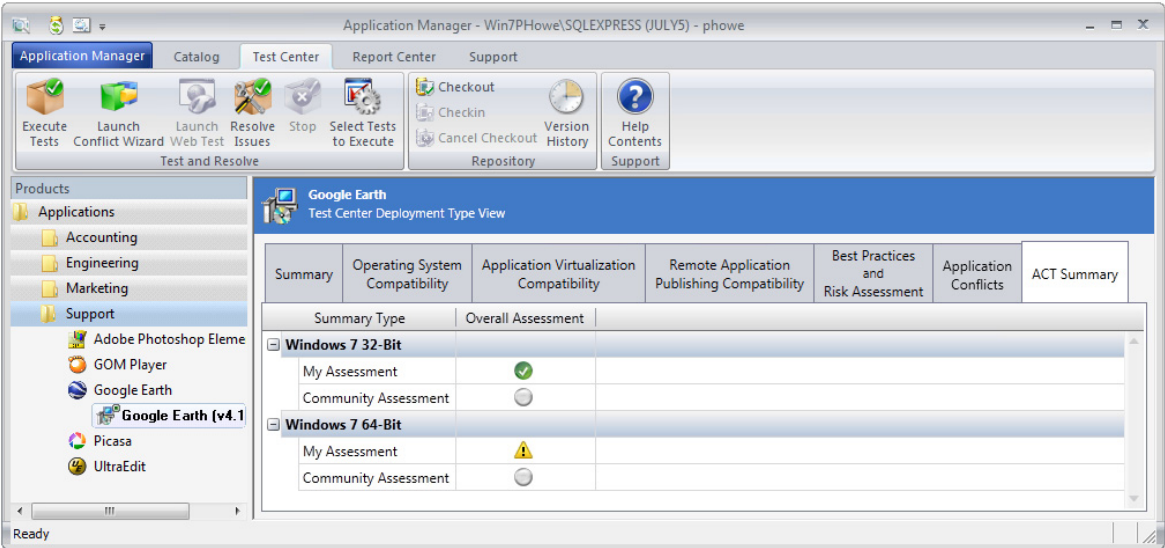 Application Manager - Win7PHowe\SQLEXPRESS (JULY5) - phowe
Application Manager
Catalog
Test Center
Report Center
Support
Execute
Tests
Launch
Conflict Wizard
Launch
Web Test
Resolve
Issues
Stop
Select Tests
to Execute
Checkout
Checkin
Cancel Checkout
Version
History
Help
Contents
Test and Resolve
Repository
Support
Products
Applications
Accounting
Engineering
Marketing
Support
Adobe Photoshop Eleme
GOM Player
Google Earth
Google Earth (v4.1
Picasa
UltraEdit
Google Earth
Test Center Deployment Type View
Summary
Operating System
Compatibility
Application Virtualization
Compatibility
Remote Application
Publishing Compatibility
Best Practices
and
Risk Assessment
Application
Conflicts
ACT Summary
Summary Type
Overall Assessment
Windows 7 32-Bit
My Assessment
Community Assessment
Windows 7 64-Bit
My Assessment
Community Assessment
Ready